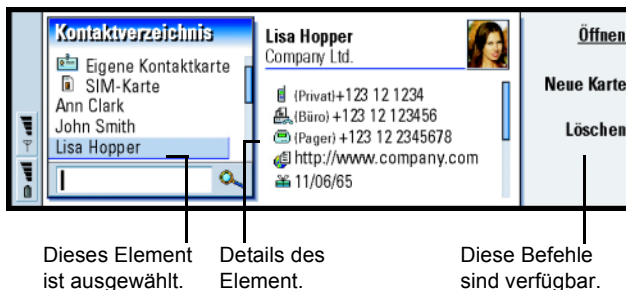 Kontaktverzeichnis
Eigene Kontaktkarte
SIM-Karte
Ann Clark
John Smith
Lisa Hopper
Lisa Hopper
Company Ltd.
(Privat)+123 12 1234
(Büro) +123 12 123456
(Pager) +123 12 2345678
http://www.company.com
11/06/65
Öffnen
Neue Karte
Löschen
Dieses Element
ist ausgewählt.
Details des
Element.
Diese Befehle
sind verfügbar.